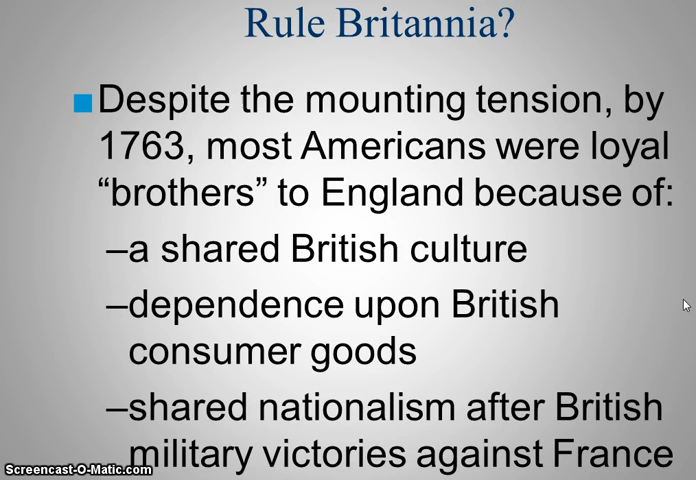 Rule Britannia?
■Despite the mounting tension, by
1763, most Americans were loyal
“brothers” to England because of:
–a shared British culture
–dependence upon British
consumer goods
–shared nationalism after British
military victories against France
Screencast-O-Matic.com